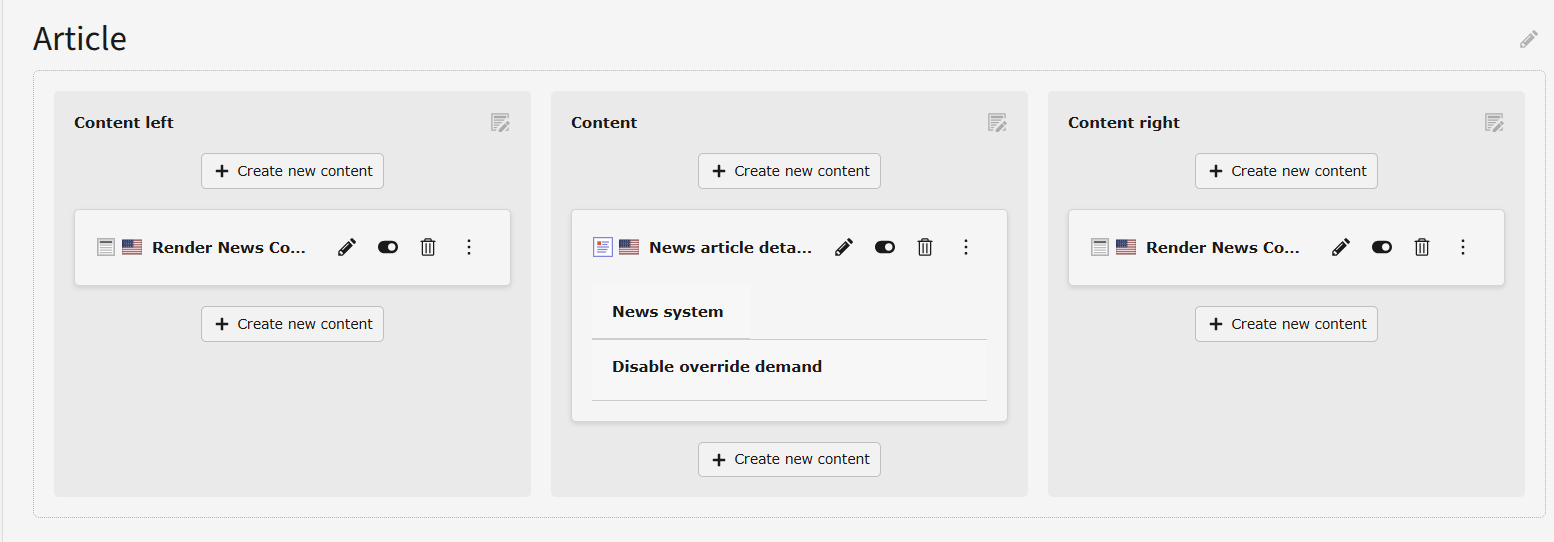 Article
Content left
Create new content
Render News Co...
Create new content
Content
Create new content
News article deta...
News system
Disable override demand
Create new content
Content right
Create new content
Render News Co...
Create new content